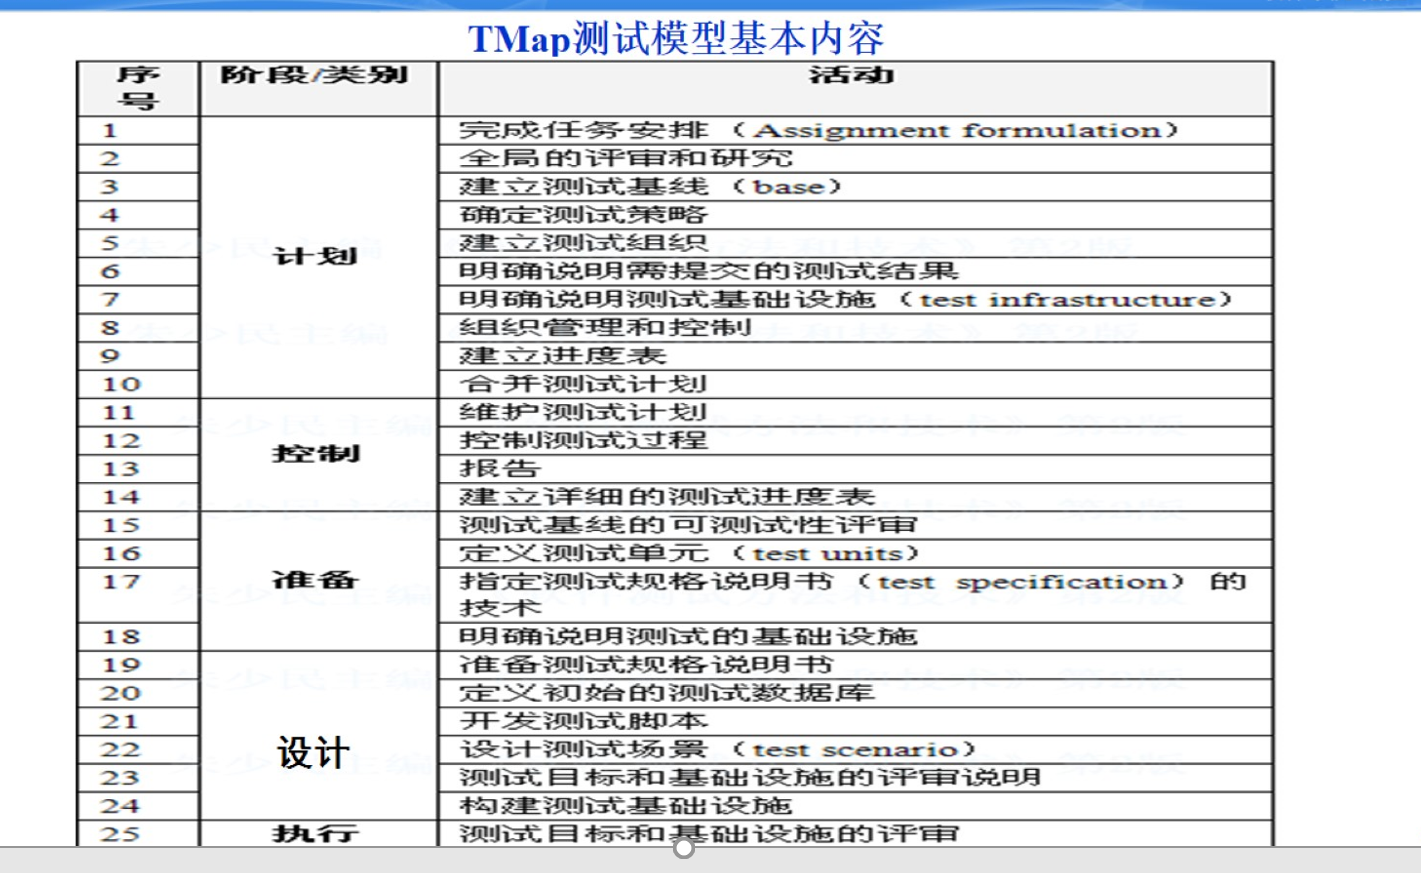 TMap测试模型基本内容
序号 阶段/类别 活动
1 完成任务安排（Assignment formulation）
2 全局的评审和研究
3 建立测试基线（base）
4 确定测试策略
5 建立测试组织
计划
6 明确说明需提交的测试结果
7 明确说明测试基础设施（test infrastructure）
8 组织管理和控制
9 建立进度表
10 合并测试计划
11 维护测试计划
12 控制测试过程
控制
13 报告
14 建立详细的测试进度表
15 测试基线的可测试性评审
16 定义测试单元（test units）
17 准备 指定测试规格说明书（test specification）的
技术
18 明确说明测试的基础设施
19 准备测试规格说明书
20 定义初始的测试数据库
21 开发测试脚本
22 设计测试场景（test scenario）
设计
23 测试目标和基础设施的评审说明
24 构建测试基础设施
25 执行 测试目标和基础设施的评审